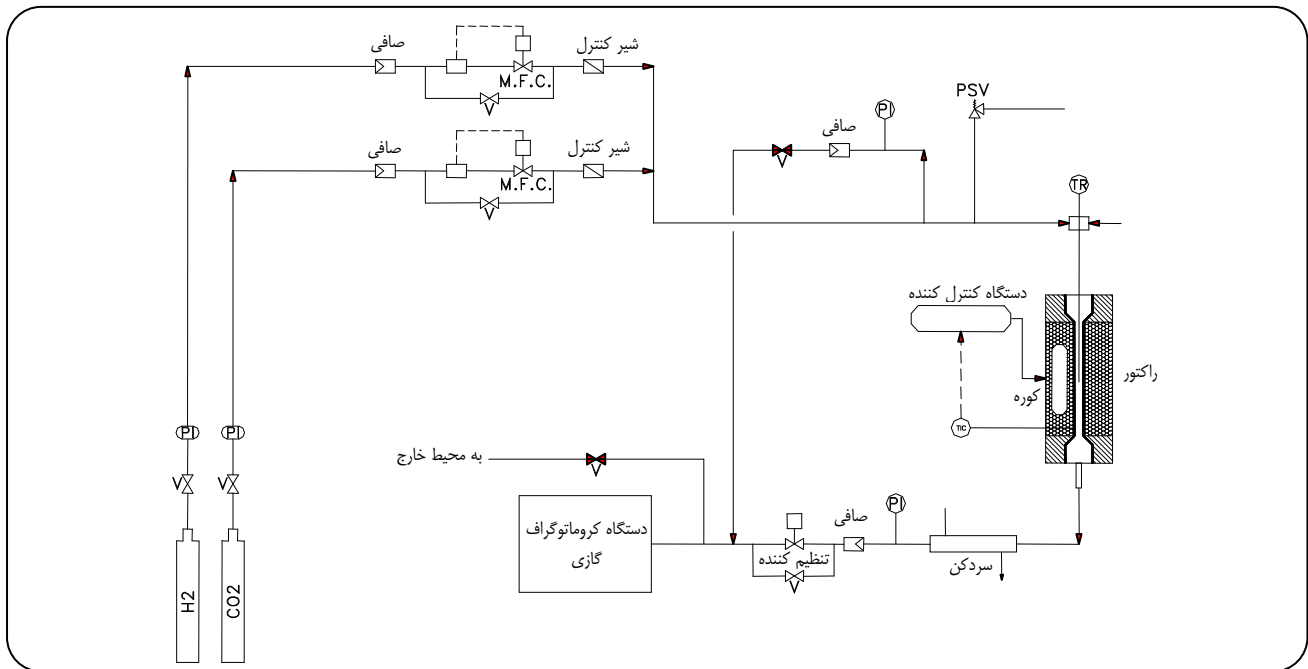 صافی
شیر کنترل
M.F.C.
V
PSV
PI
صافی
صافی
شیر کنترل
M.F.C.
V
V
TR
دستگاه کنترل کننده
راکتور
کوره
TIC
PI
PI
V
V
به محیط خارج
V
دستگاه کروماتوگراف
گازی
صافی
PI
تنظیم کننده
V
سردکن
H2
CO2